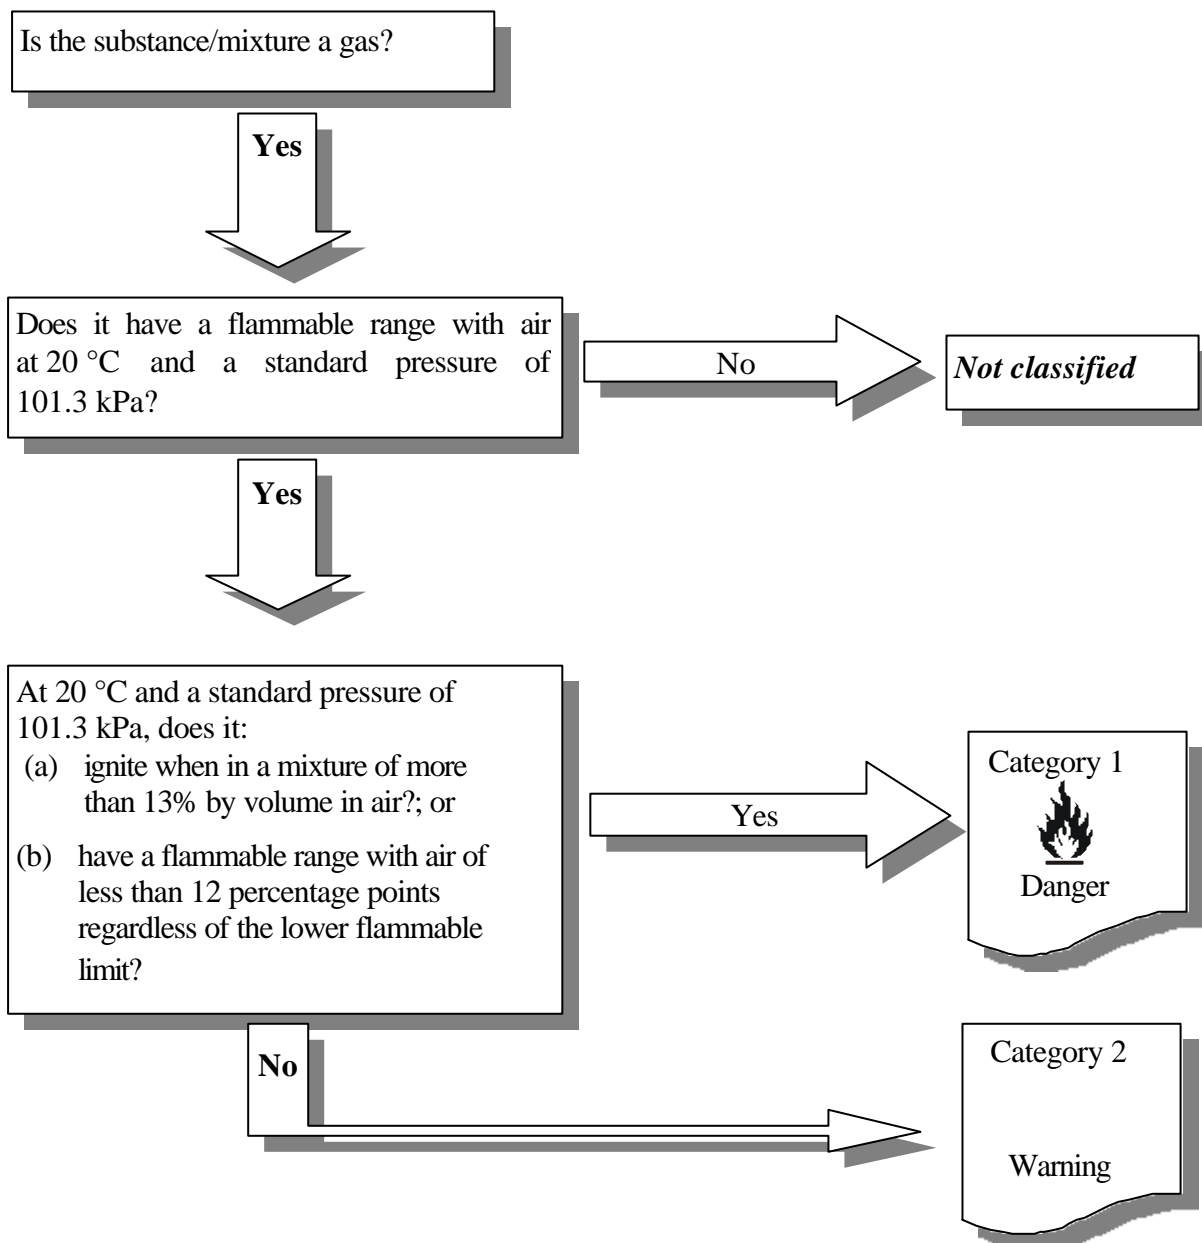 Is the substance/mixture a gas?
Yes
Does it have a flammable range with air
at 20 °C and a standard pressure of
101.3 kPa?
No
Not classified
Yes
At 20 °C and a standard pressure of
101.3 kPa, does it:
(a) ignite when in a mixture of more
than 13% by volume in air?; or
(b) have a flammable range with air of
less than 12 percentage points
regardless of the lower flammable
limit?
Yes
Category 1
Danger
No
Category 2
Warning